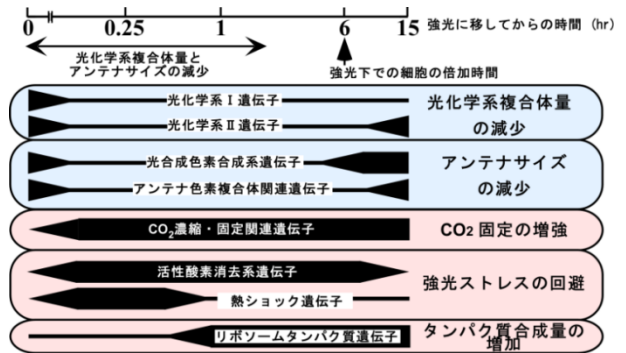 0 0.25 1 6 15 強光に移してからの時間 (hr)
光化学系複合体量と
アンテナサイズの減少
強光下での細胞の倍加時間
光化学系Ⅰ遺伝子
光化学系Ⅱ遺伝子
光化学系複合体量
の減少
光合成色素合成系遺伝子
アンテナ色素複合体関連遺伝子
アンテナサイズ
の減少
CO2濃縮・固定関連遺伝子
CO2 固定の増強
活性酸素消去系遺伝子
熱ショック遺伝子
強光ストレスの回避
リボソームタンパク質遺伝子
タンパク質合成量の
増加